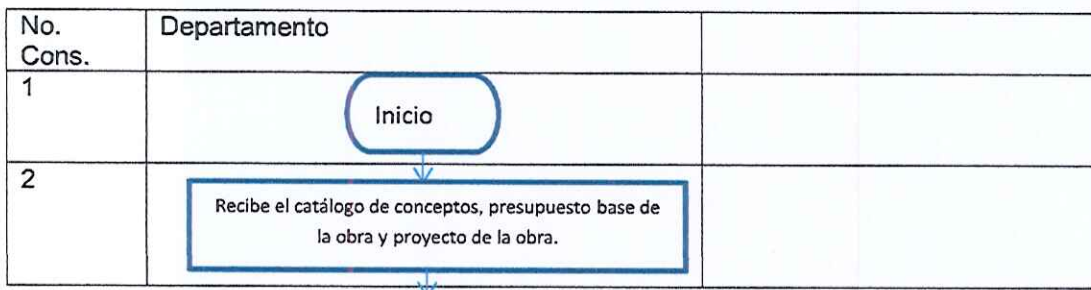 No. Departamento
Cons.
1
Inicio
2
Recibe el catálogo de conceptos, presupuesto base de
la obra y proyecto de la obra.